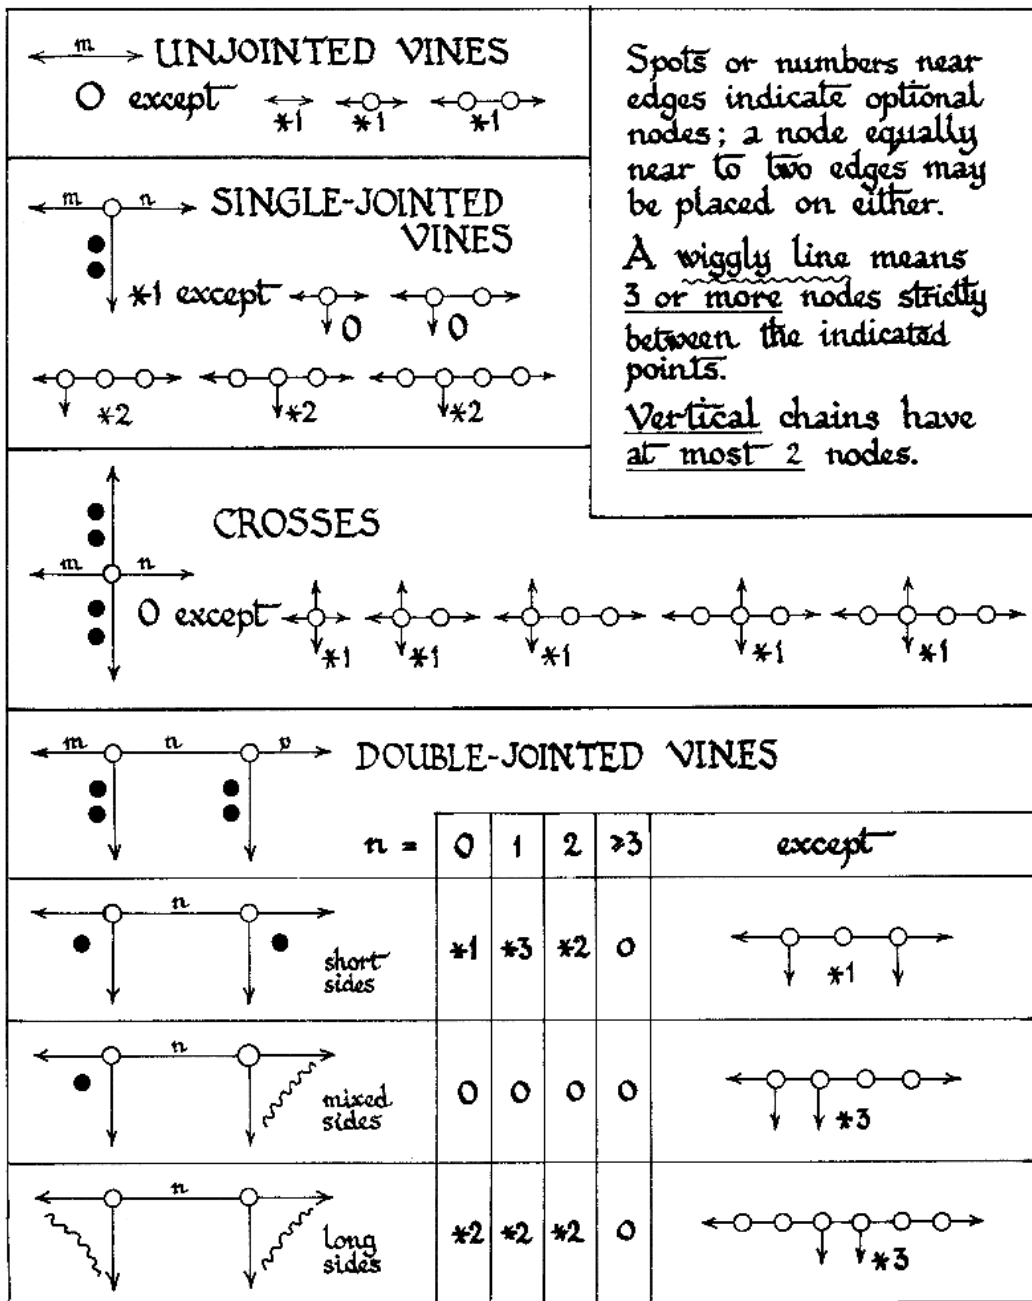 m UNJOINTED VINES
O except *1 *1 *1
m n SINGLE-JOINTED
VINES
*1 except O O
*2 *2 *2
Spots or numbers near
edges indicate optional
nodes; a node equally
near to two edges may
be placed on either.
A wiggly line means
3 or more nodes strictly
between the indicated
points.
Vertical chains have
at most 2 nodes.
CROSSES
m n
O except *1 *1 *1 *1 *1
m n v DOUBLE-JOINTED VINES
n = 0 1 2 ≥3 except
n
short
sides
*1 *3 *2 0 *1
n
mixed
sides
0 0 0 0 *3
n
long
sides
*2 *2 *2 0 *3